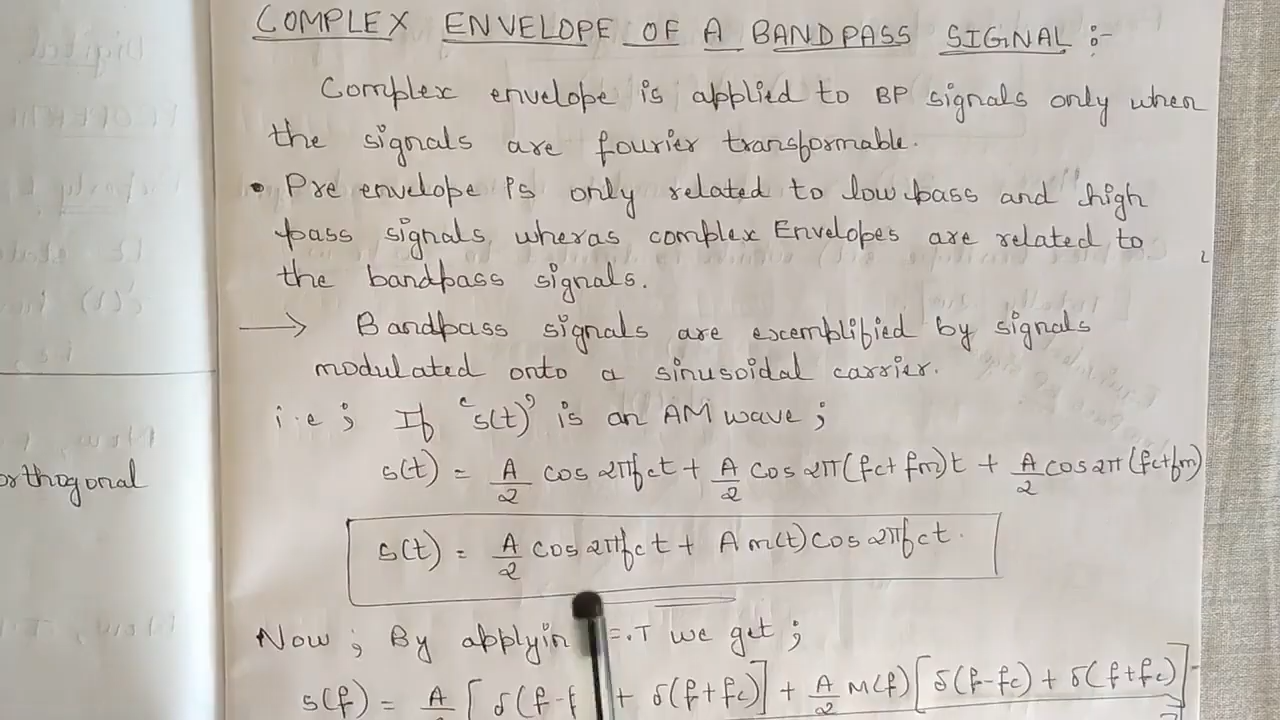 COMPLEX ENVELOPE OF A BANDPASS SIGNAL :-
Complex envelope is applied to BP signals only when
the signals are fourier transformable.
• Pre envelope is only related to low pass and high
pass signals, wheras complex Envelopes are related to
the bandpass signals.
→ Bandpass signals are excemplified by signals
modulated onto a sinusoidal carrier.
i.e ; If 's(t)' is an AM wave ;
s(t) = A/2 cos 2πfct + A/2 cos 2π(fc+fm)t + A/2 cos 2π(fc+fm)
orthogonal
s(t) = A/2 cos 2πfct + A m(t) cos 2πfct.
Now ; By applyin =.T we get ;
s(f) = A [ δ(f-f + δ(f+fc)] + A/2 M(f) [δ(f-fc) + δ(f+fc)]